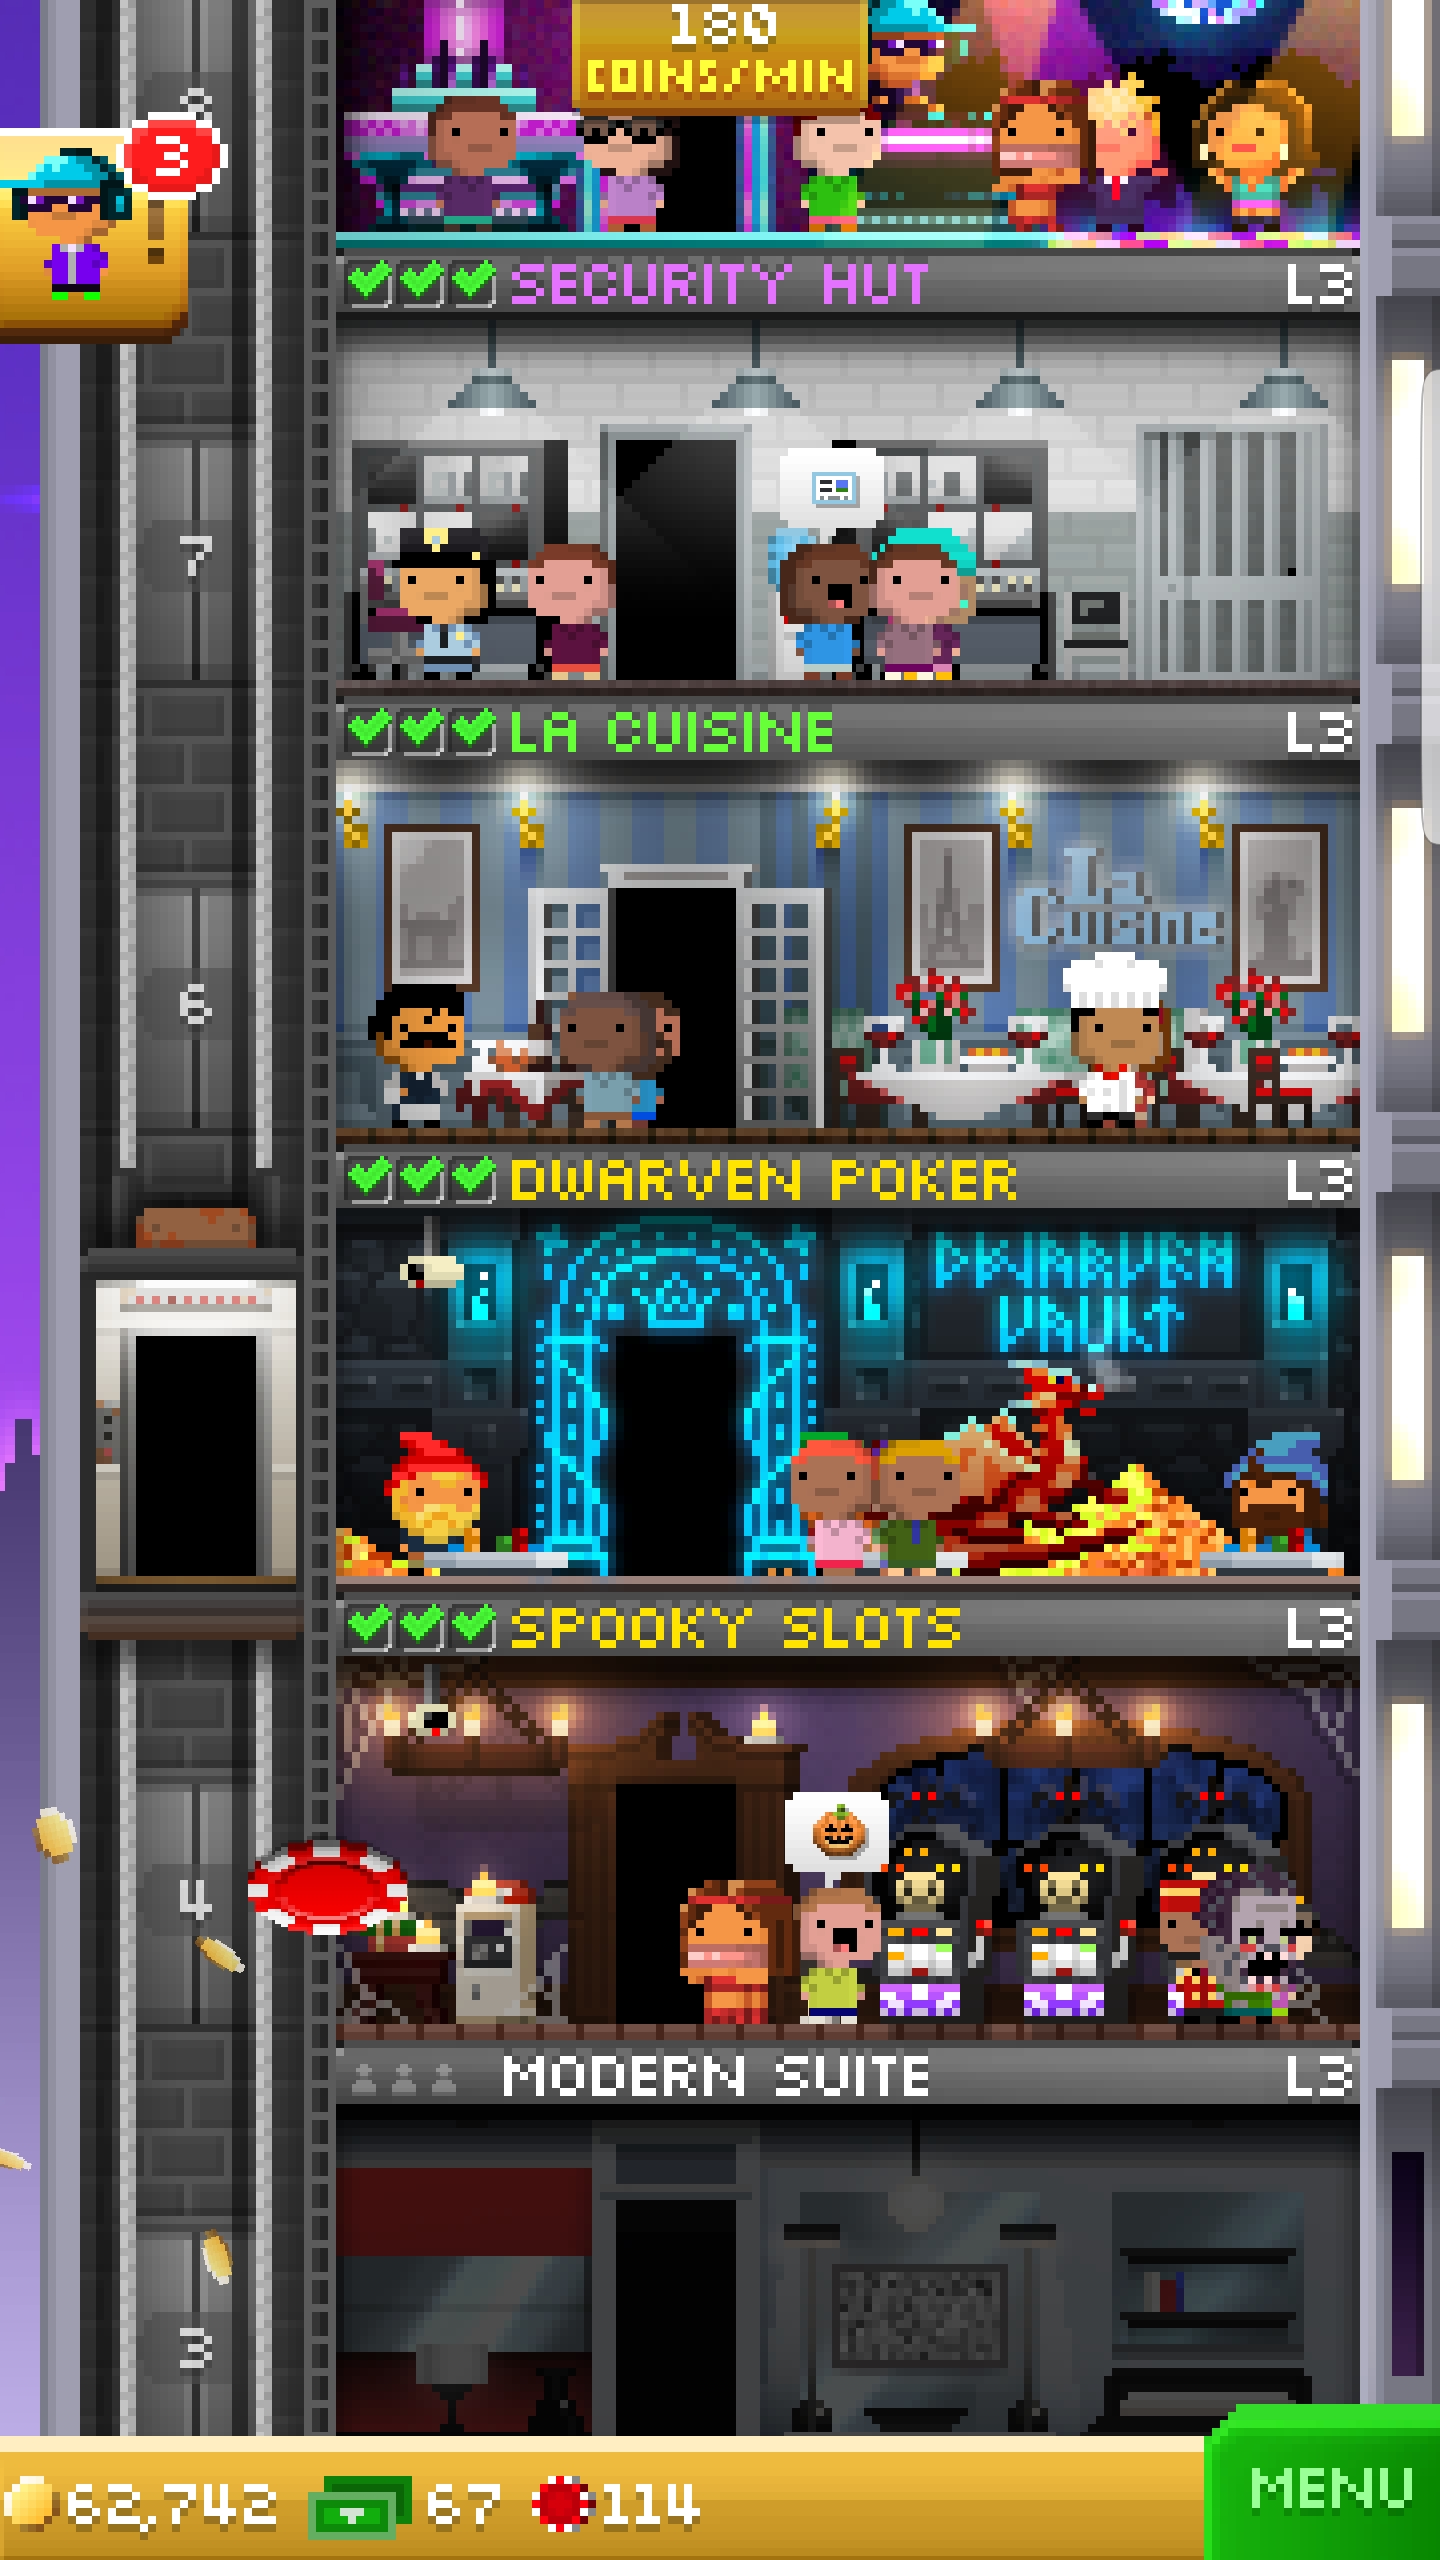 180
COINS/MIN
3
SECURITY HUT L3
7
LA CUISINE L3
La
Cuisine
6
DWARVEN POKER L3
DWARVEN
VAULT
SPOOKY SLOTS L3
4
MODERN SUITE L3
3
62,742 67 114
MENU